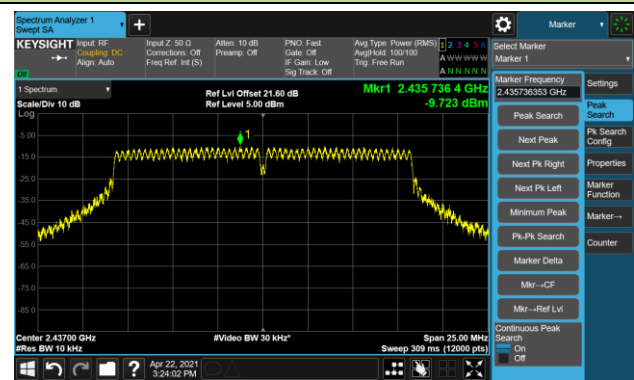 Spectrum Analyzer 1
Swept SA
Marker
KEYSIGHT
Input: RF
Coupling: DC
Align: Auto
Input Z: 50 Ω
Corrections: Off
Freq Ref: Int (S)
Atten: 10 dB
Preamp: Off
PNO: Fast
Gate: Off
IF Gain: Low
Sig Track: Off
Avg Type: Power (RMS)
Avg|Hold: 100/100
Trig: Free Run
1 2 3 4 5 6
A W W W W W
A N N N N N
Select Marker
Marker 1
LXI
1 Spectrum
Scale/Div 10 dB
Log
Ref Lvl Offset 21.60 dB
Ref Level 5.00 dBm
Mkr1 2.435 736 4 GHz
-9.723 dBm
1
-5.00
-15.0
-25.0
-35.0
-45.0
-55.0
-65.0
-75.0
-85.0
Center 2.43700 GHz
#Res BW 10 kHz
#Video BW 30 kHz*
Span 25.00 MHz
Sweep 309 ms (12000 pts)
Marker Frequency
2.435736353 GHz
Peak Search
Next Peak
Next Pk Right
Next Pk Left
Minimum Peak
Pk-Pk Search
Marker Delta
Mkr→CF
Mkr→Ref Lvl
Continuous Peak
Search
On
Off
Settings
Peak
Search
Pk Search
Config
Properties
Marker
Function
Marker→
Counter
Apr 22, 2021
3:24:02 PM